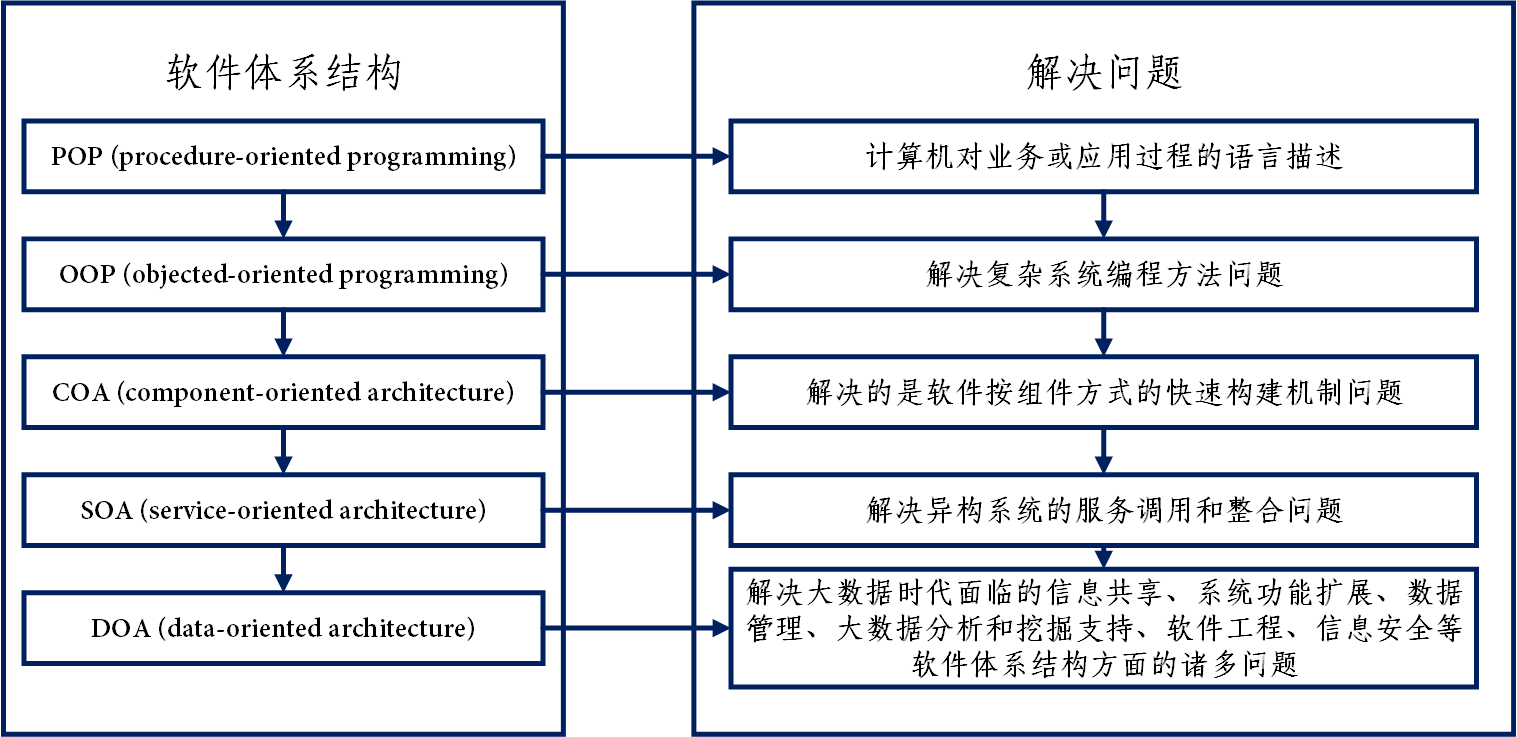 软件体系结构
POP (procedure-oriented programming)
OOP (objected-oriented programming)
COA (component-oriented architecture)
SOA (service-oriented architecture)
DOA (data-oriented architecture)
解决问题
计算机对业务或应用过程的语言描述
解决复杂系统编程方法问题
解决的是软件按组件方式的快速构建机制问题
解决异构系统的服务调用和整合问题
解决大数据时代面临的信息共享、系统功能扩展、数据
管理、大数据分析和挖掘支持、软件工程、信息安全等
软件体系结构方面的诸多问题